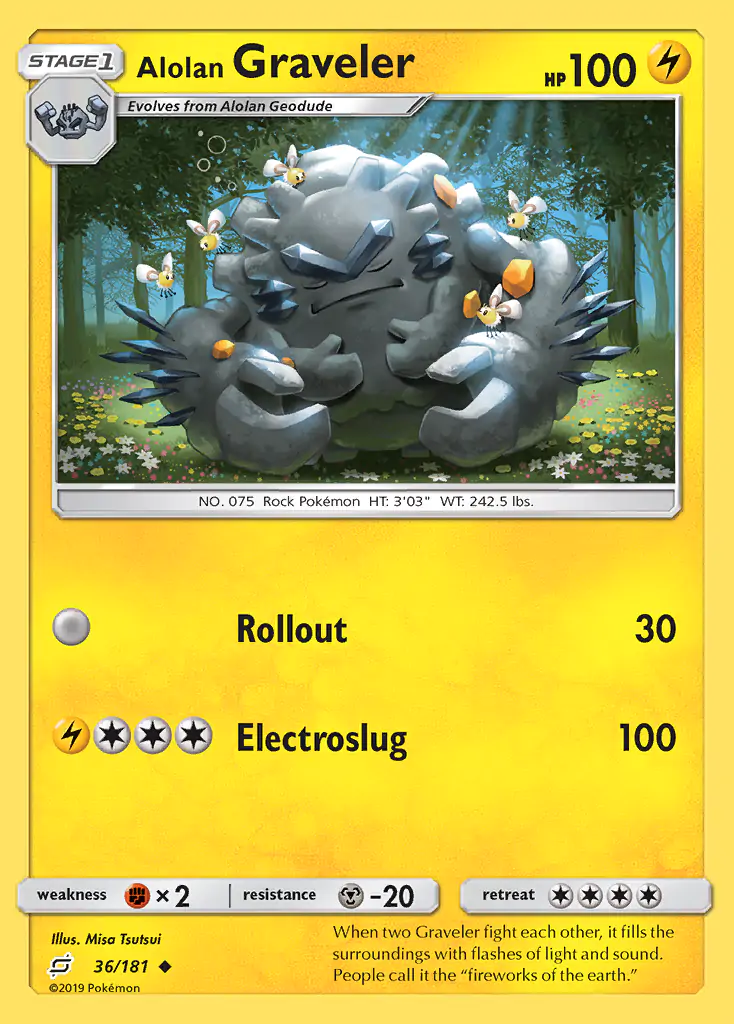 STAGE1
Alolan Graveler
HP100
Evolves from Alolan Geodude
NO. 075 Rock Pokémon HT: 3'03" WT: 242.5 lbs.
Rollout 30
Electroslug 100
weakness ×2 resistance -20 retreat
Illus. Misa Tsutsui
36/181
©2019 Pokémon
When two Graveler fight each other, it fills the
surroundings with flashes of light and sound.
People call it the “fireworks of the earth.”